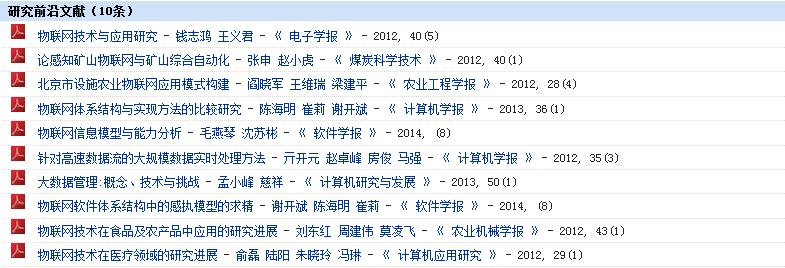 研究前沿文献（10条）
物联网技术与应用研究 - 钱志鸿 王义君 - 《 电子学报 》 - 2012, 40(5)
论感知矿山物联网与矿山综合自动化 - 张申 赵小虎 - 《 煤炭科学技术 》 - 2012, 40(1)
北京市设施农业物联网应用模式构建 - 阎晓军 王维瑞 梁建平 - 《 农业工程学报 》 - 2012, 28(4)
物联网体系结构与实现方法的比较研究 - 陈海明 崔莉 谢开斌 - 《 计算机学报 》 - 2013, 36(1)
物联网信息模型与能力分析 - 毛燕琴 沈苏彬 - 《 软件学报 》 - 2014, (8)
针对高速数据流的大规模数据实时处理方法 - 亓开元 赵卓峰 房俊 马强 - 《 计算机学报 》 - 2012, 35(3)
大数据管理:概念、技术与挑战 - 孟小峰 慈祥 - 《 计算机研究与发展 》 - 2013, 50(1)
物联网软件体系结构中的感执模型的求精 - 谢开斌 陈海明 崔莉 - 《 软件学报 》 - 2014, (8)
物联网技术在食品及农产品中应用的研究进展 - 刘东红 周建伟 莫凌飞 - 《 农业机械学报 》 - 2012, 43(1)
物联网技术在医疗领域的研究进展 - 俞磊 陆阳 朱晓玲 冯琳 - 《 计算机应用研究 》 - 2012, 29(1)